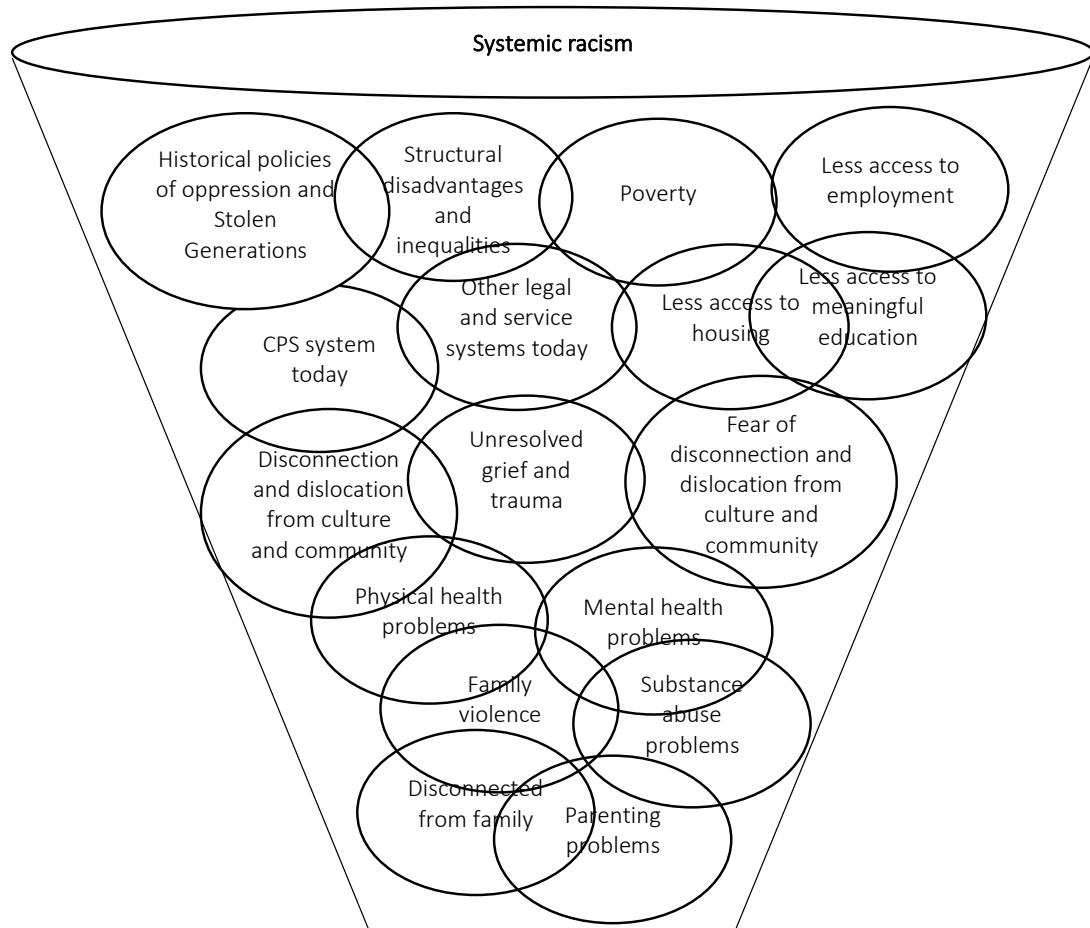 Systemic racism
Historical policies
of oppression and
Stolen
Generations
Structural
disadvantages
and
inequalities
Poverty
Less access to
employment
CPS system
today
Other legal
and service
systems today
Less access to
housing
Less access to
meaningful
education
Disconnection
and dislocation
from culture
and community
Unresolved
grief and
trauma
Fear of
disconnection and
dislocation from
culture and
community
Physical health
problems
Mental health
problems
Family
violence
Substance
abuse
problems
Disconnected
from family
Parenting
problems